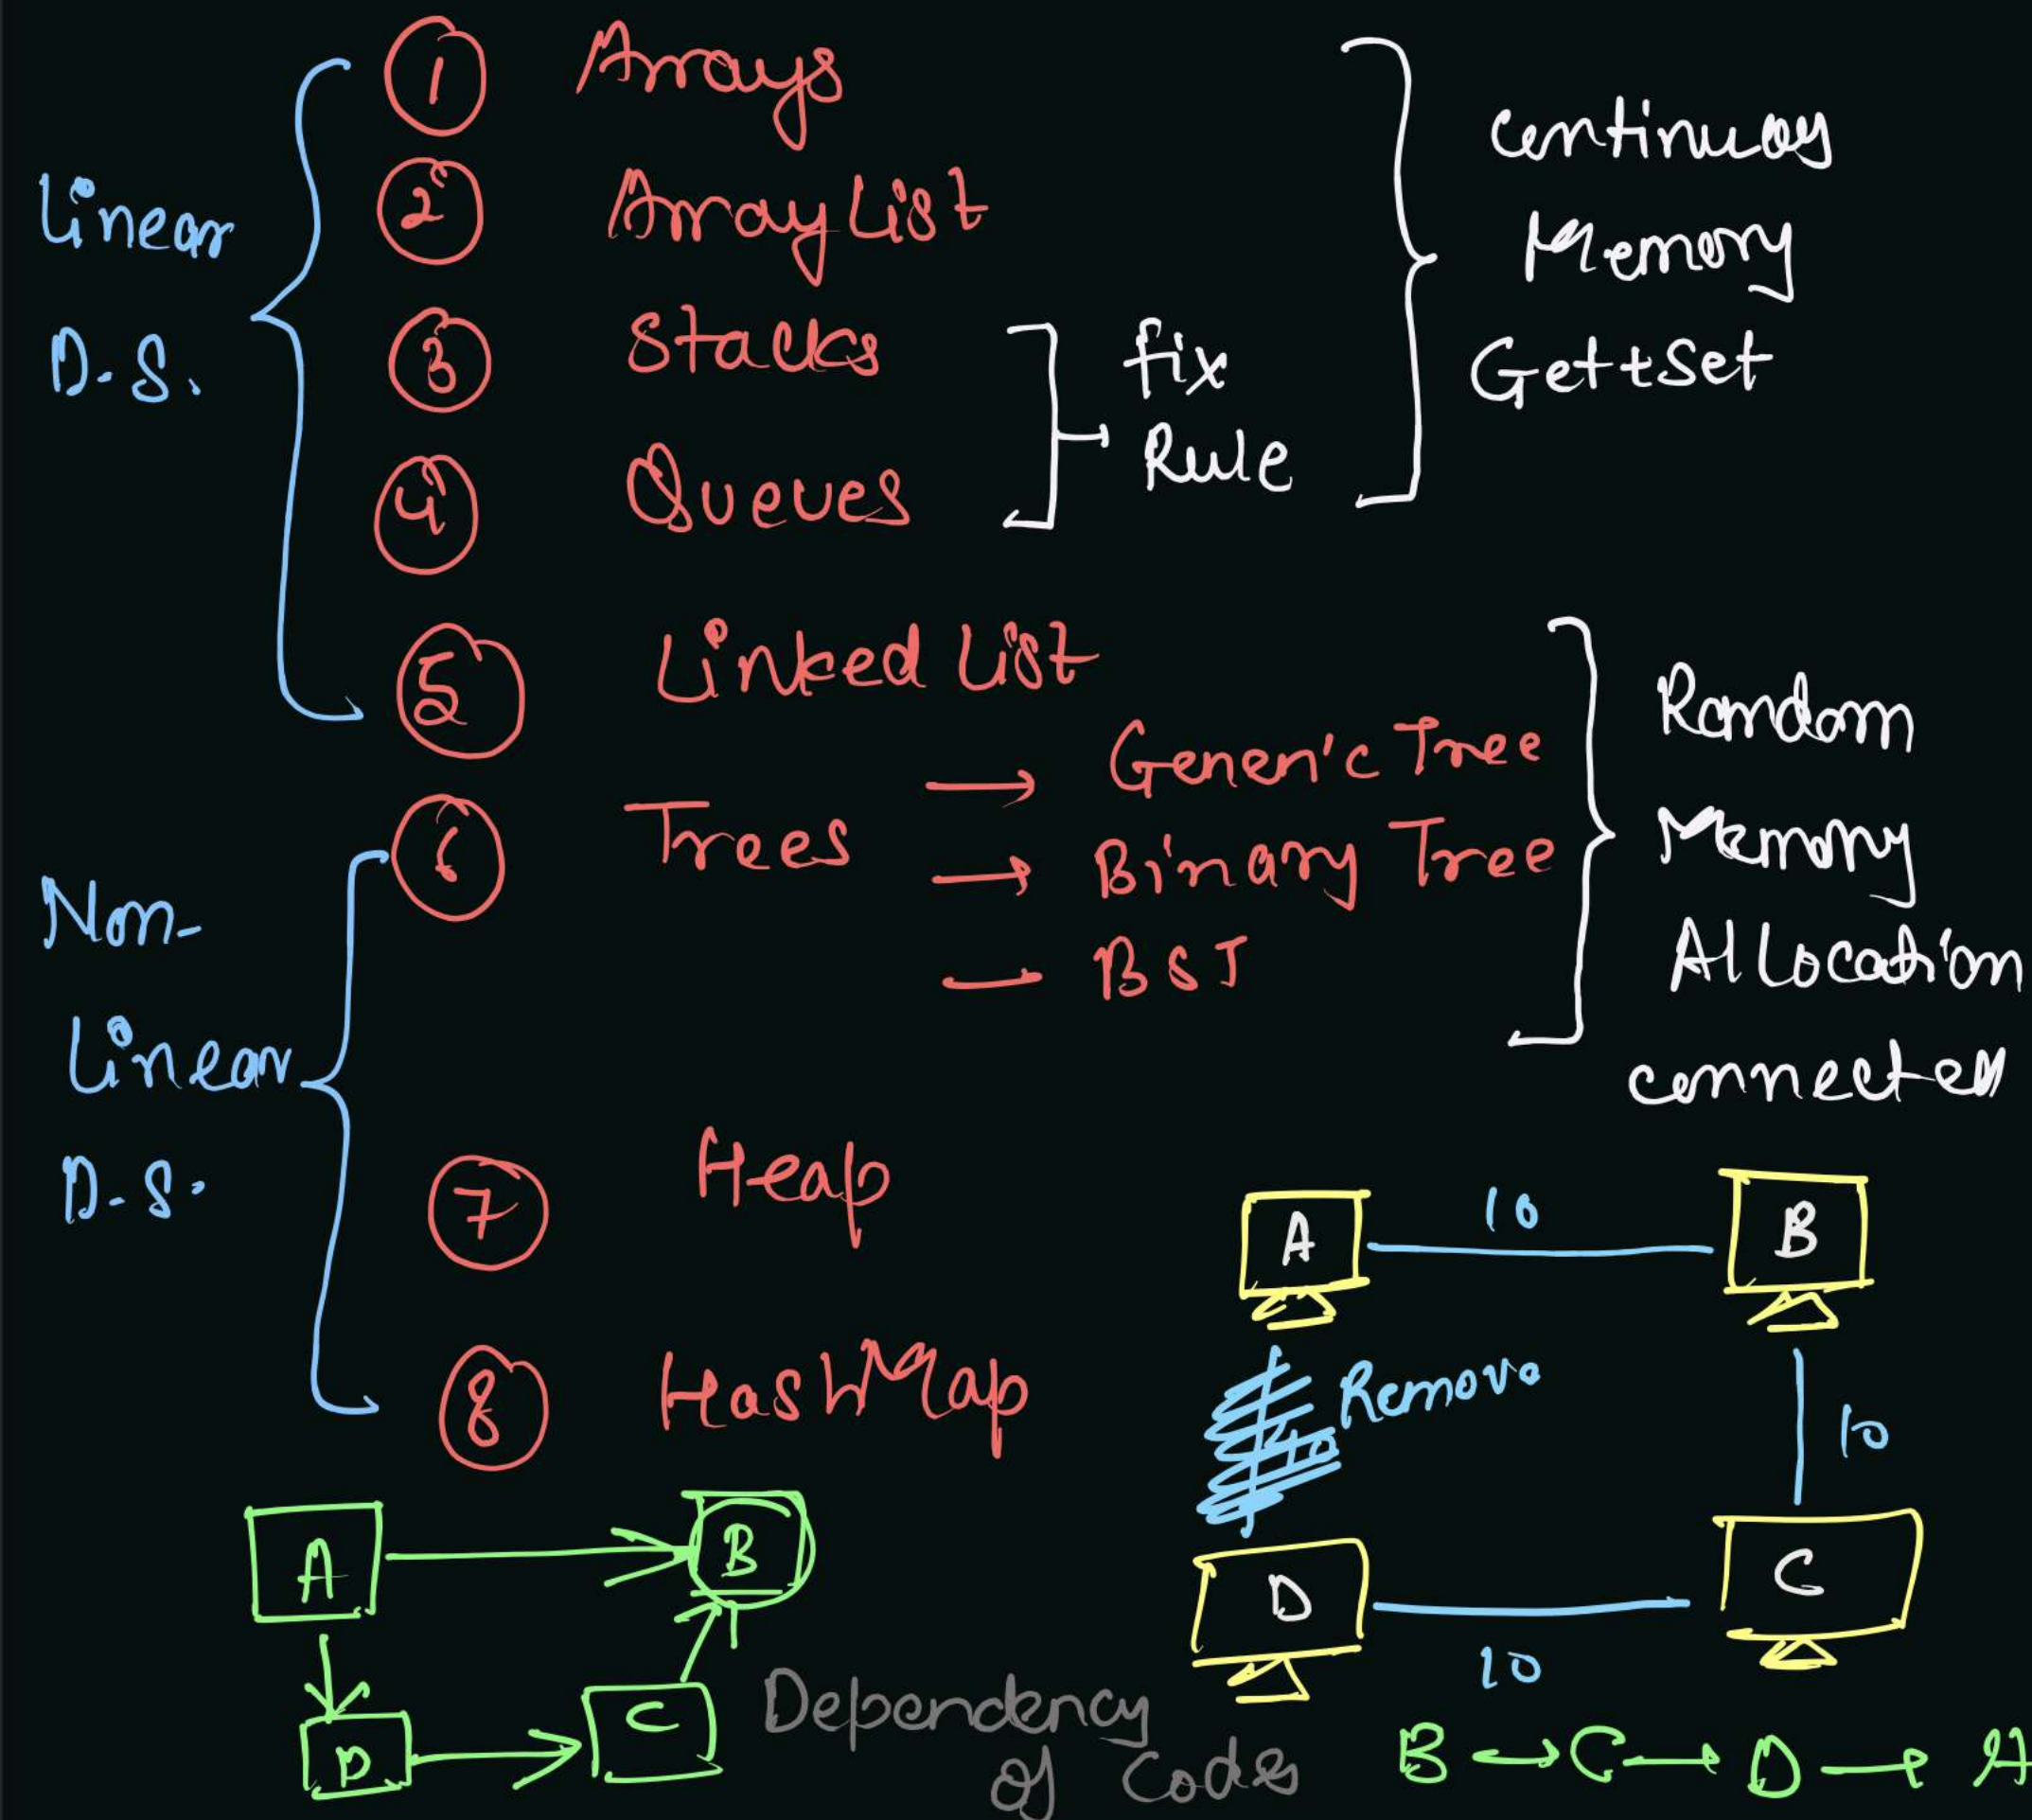 Linear
D.S.
1 Arrays
2 ArrayList
3 Stacks
4 Queues
fix
Rule
Continuos
Memory
Get+Set
5 Linked List
6 Trees → Generic Tree
→ Binary Tree
BST
Random
Memory
Allocation
connected
Non-
Linear
D.S.
7 Heap
8 HashMap
A 10 B
Remove
10
D 10 C
A B
D C
Dependency
of Codes
B → C → D → A